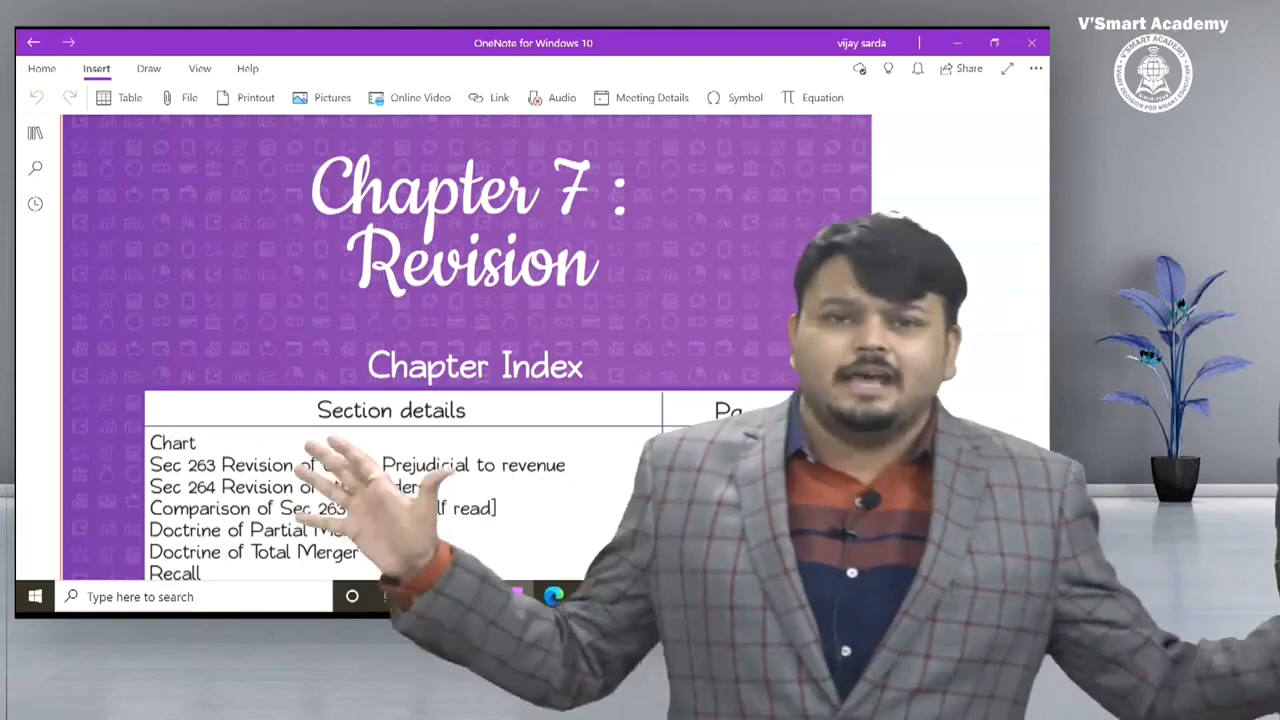 V'Smart Academy
OneNote for Windows 10
vijay sarda
Home Insert Draw View Help
Share
Table File Printout Pictures Online Video Link Audio Meeting Details Symbol Equation
Chapter 7 :
Revision
Chapter Index
Section details
Chart
Sec 263 Revision of Prejudicial to revenue
Sec 264 Revision of
Comparison of Sec 263 read]
Doctrine of Partial
Doctrine of Total Merger
Recall
Type here to search